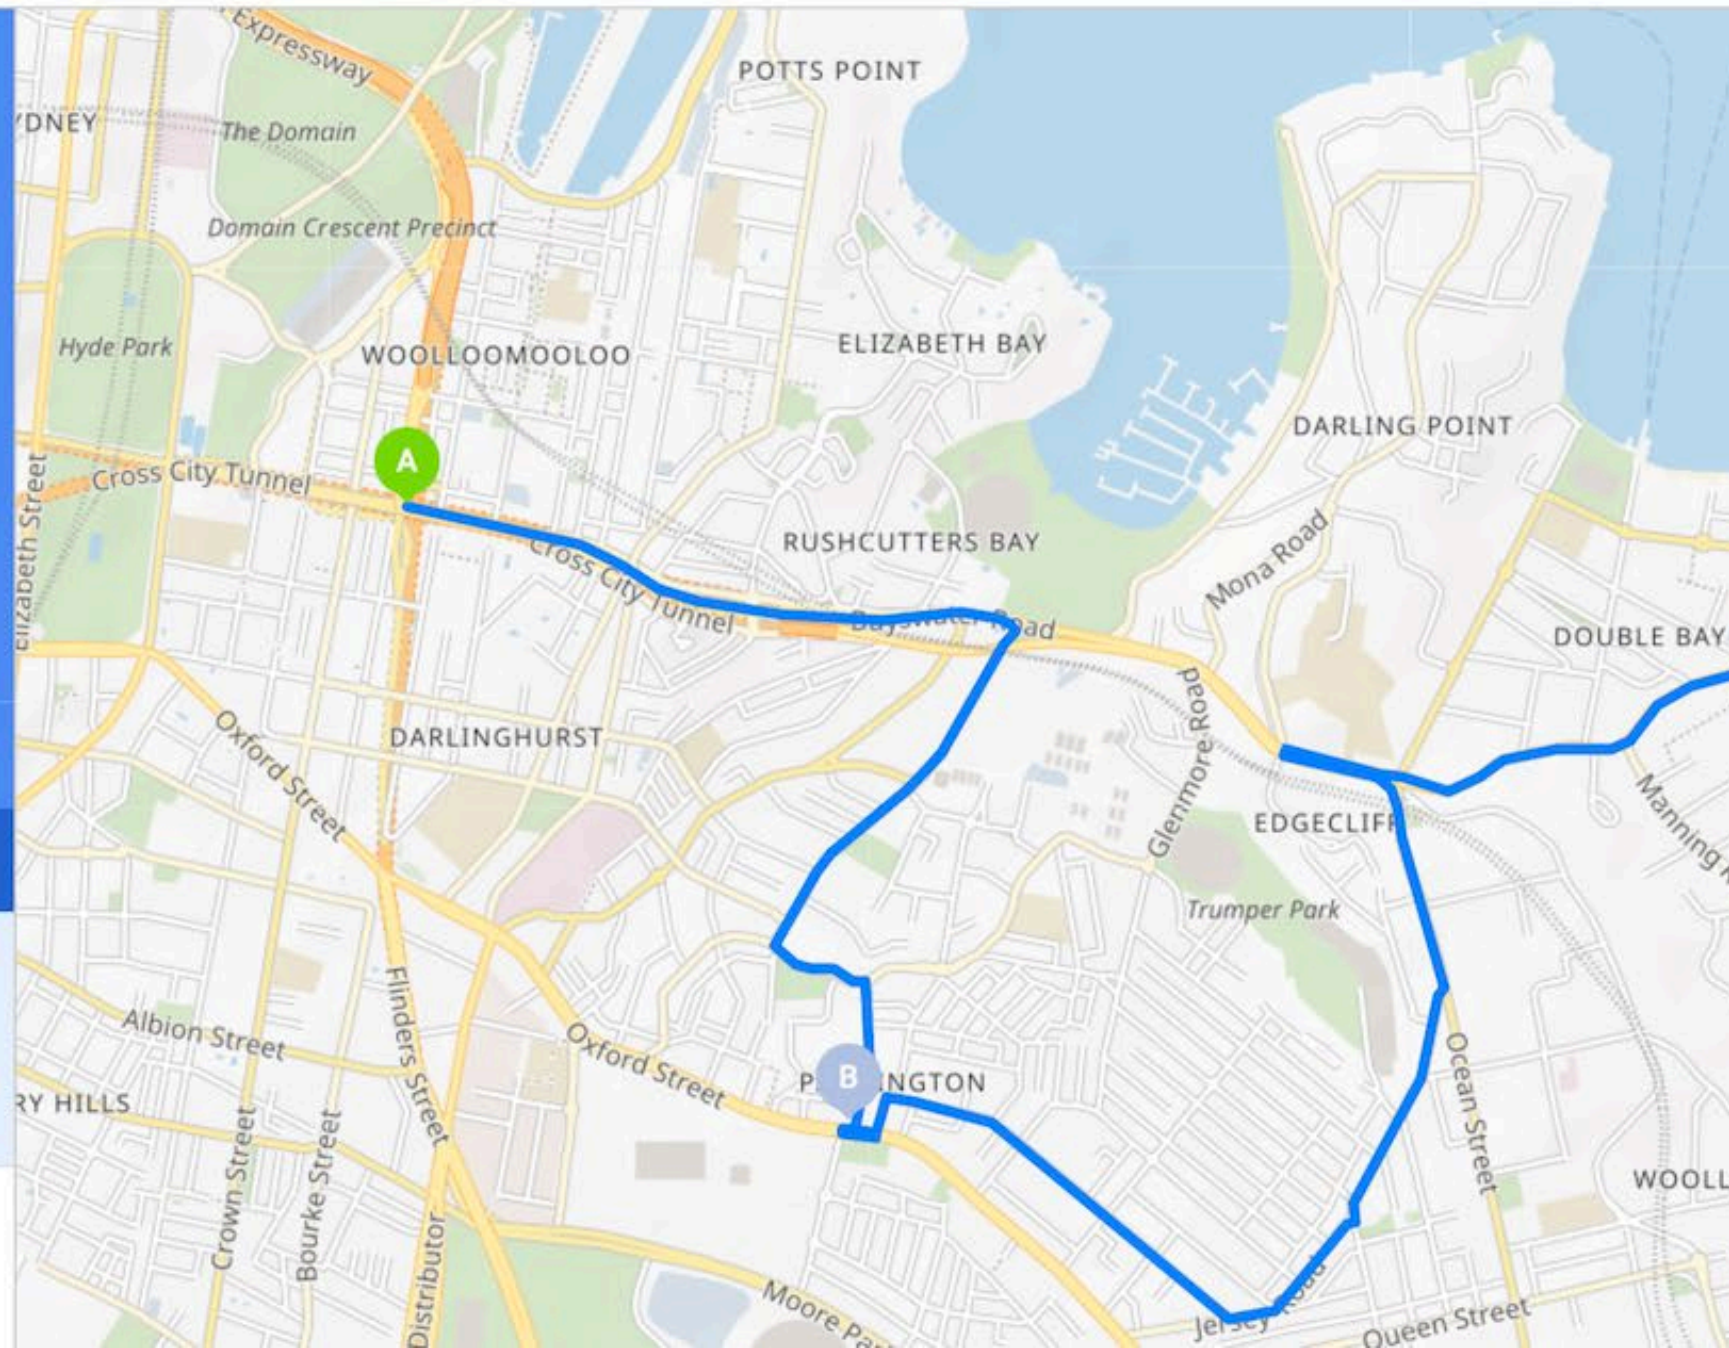 Expressway
POTTS POINT
YDNEY
The Domain
Domain Crescent Precinct
Hyde Park
WOOLLOOMOOLOO
ELIZABETH BAY
DARLING POINT
A
Cross City Tunnel
Elizabeth Street
RUSHCUTTERS BAY
Cross City Tunnel
Bayswater Road
Mona Road
DOUBLE BAY
Glenmore Road
Oxford Street
DARLINGHURST
EDGECLIFF
Manning
Trumper Park
Flinders Street
Albion Street
Oxford Street
B
NGTON
RY HILLS
Ocean Street
Crown Street
Bourke Street
WOOLL
Distributor
Moore Par
Jersey Road
Queen Street